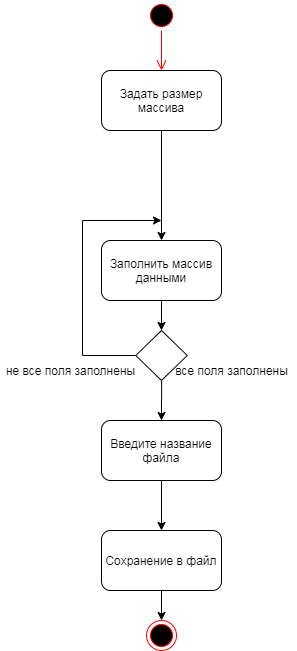 Задать размер
массива
Заполнить массив
данными
не все поля заполнены
все поля заполнены
Введите название
файла
Сохранение в файл